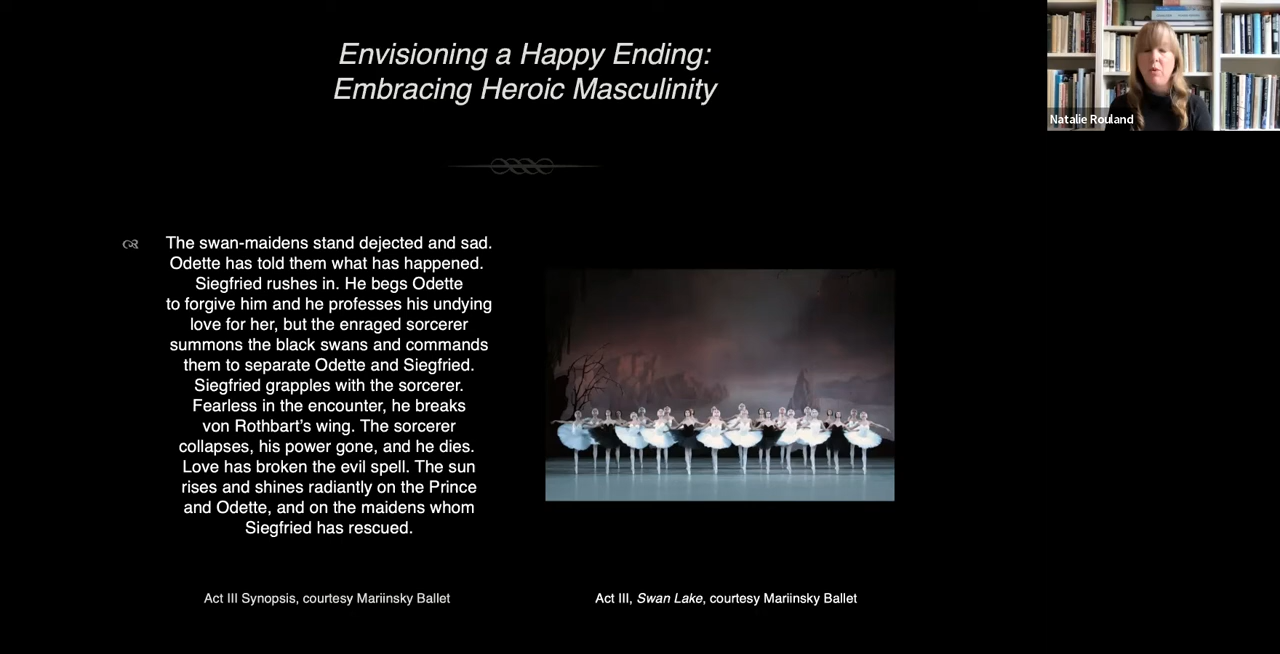 Envisioning a Happy Ending:
Embracing Heroic Masculinity
Natalie Rouland
The swan-maidens stand dejected and sad.
Odette has told them what has happened.
Siegfried rushes in. He begs Odette
to forgive him and he professes his undying
love for her, but the enraged sorcerer
summons the black swans and commands
them to separate Odette and Siegfried.
Siegfried grapples with the sorcerer.
Fearless in the encounter, he breaks
von Rothbart’s wing. The sorcerer
collapses, his power gone, and he dies.
Love has broken the evil spell. The sun
rises and shines radiantly on the Prince
and Odette, and on the maidens whom
Siegfried has rescued.
Act III Synopsis, courtesy Mariinsky Ballet
Act III, Swan Lake, courtesy Mariinsky Ballet